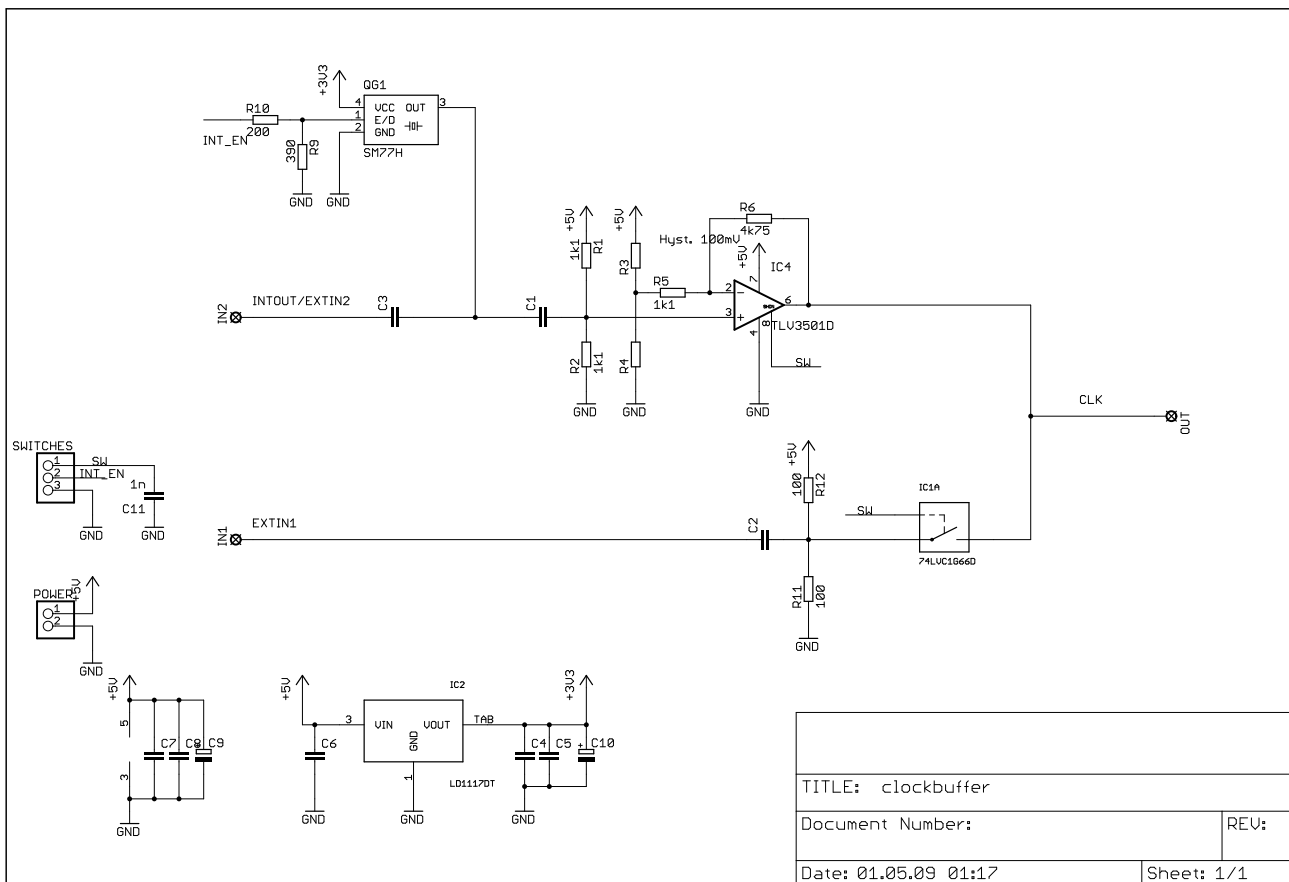 +3V3
QG1
4 VCC OUT 3
1 E/D
2 GND
SM77H
R10
200
INT_EN
390 R9
GND
GND
+5V
1k1 R1
+5V
R3
Hyst. 100mV
R6
4k75
+5V
7
IC4
R5
1k1
2
3
6
SHDN
8
4
TLV3501D
SW
IN2
INTOUT/EXTIN2
C3
C1
R2 1k1
R4
GND
GND
GND
CLK
OUT
SWITCHES
1 SW
2 INT_EN
3
1n
C11
GND
GND
IN1
EXTIN1
C2
+5V
100 R12
IC1A
SW
74LVC1G66D
R11 100
GND
POWER
+5V
1
2
GND
+5V
5
3
C7
C8
C9
+
GND
+5V
C6
GND
IC2
3 VIN VOUT TAB
GND
1
LD1117DT
GND
+3V3
C4
C5
C10
+
GND
TITLE: clockbuffer
Document Number:
REV:
Date: 01.05.09 01:17
Sheet: 1/1